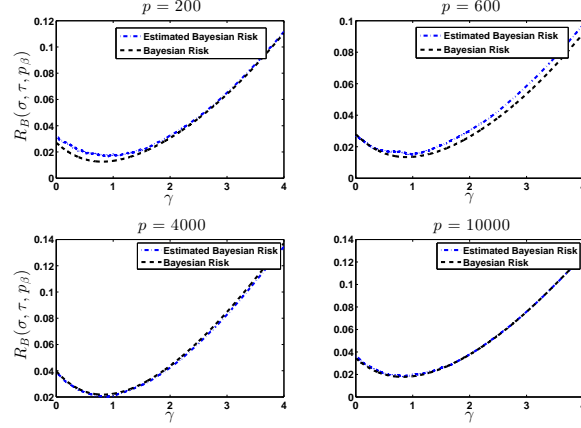 p = 200
p = 600
0.12
0.1
0.08
0.06
0.04
0.02
0
R_B(σ, τ, p_β)
Estimated Bayesian Risk
Bayesian Risk
0 1 2 3 4
γ
0.1
0.08
0.06
0.04
0.02
0
Estimated Bayesian Risk
Bayesian Risk
0 1 2 3 4
γ
p = 4000
p = 10000
0.14
0.12
0.1
0.08
0.06
0.04
0.02
R_B(σ, τ, p_β)
Estimated Bayesian Risk
Bayesian Risk
0 1 2 3 4
γ
0.14
0.12
0.1
0.08
0.06
0.04
0.02
0
Estimated Bayesian Risk
Bayesian Risk
0 1 2 3 4
γ